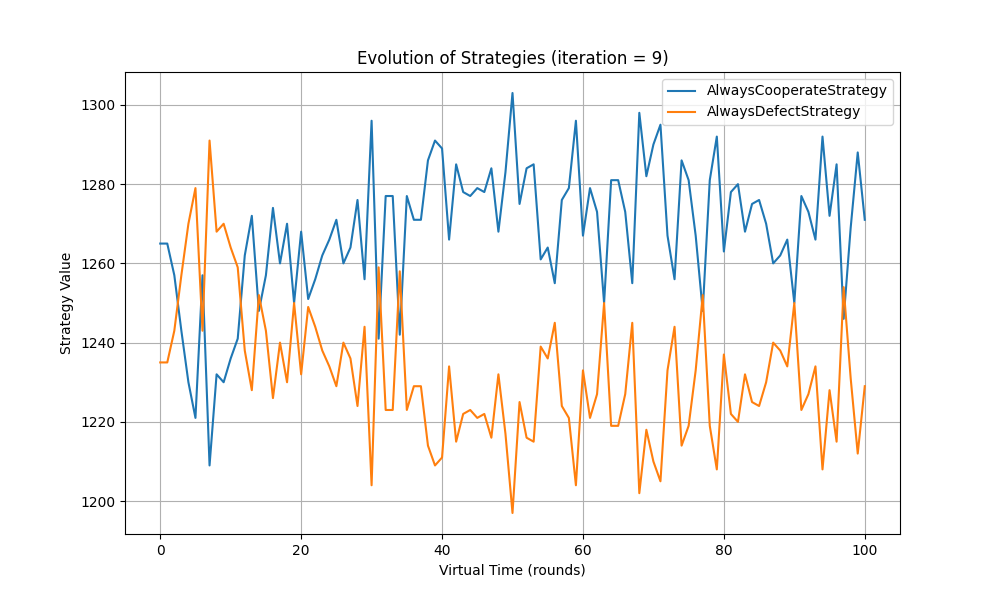 Evolution of Strategies (iteration = 9)
AlwaysCooperateStrategy
AlwaysDefectStrategy
Strategy Value
1300
1280
1260
1240
1220
1200
0 20 40 60 80 100
Virtual Time (rounds)